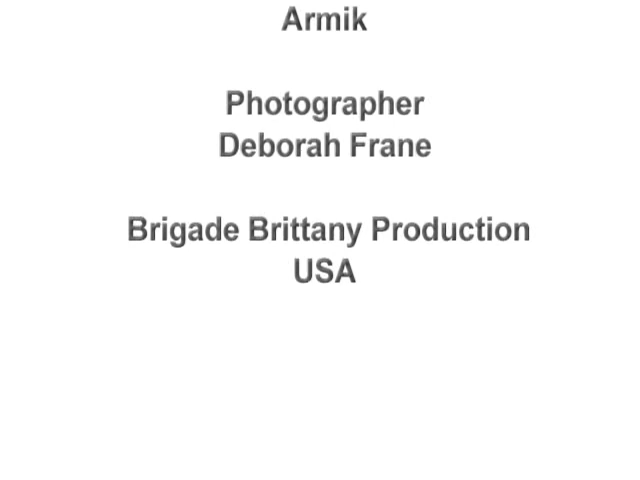 Armik
Photographer
Deborah Frane
Brigade Brittany Production
USA